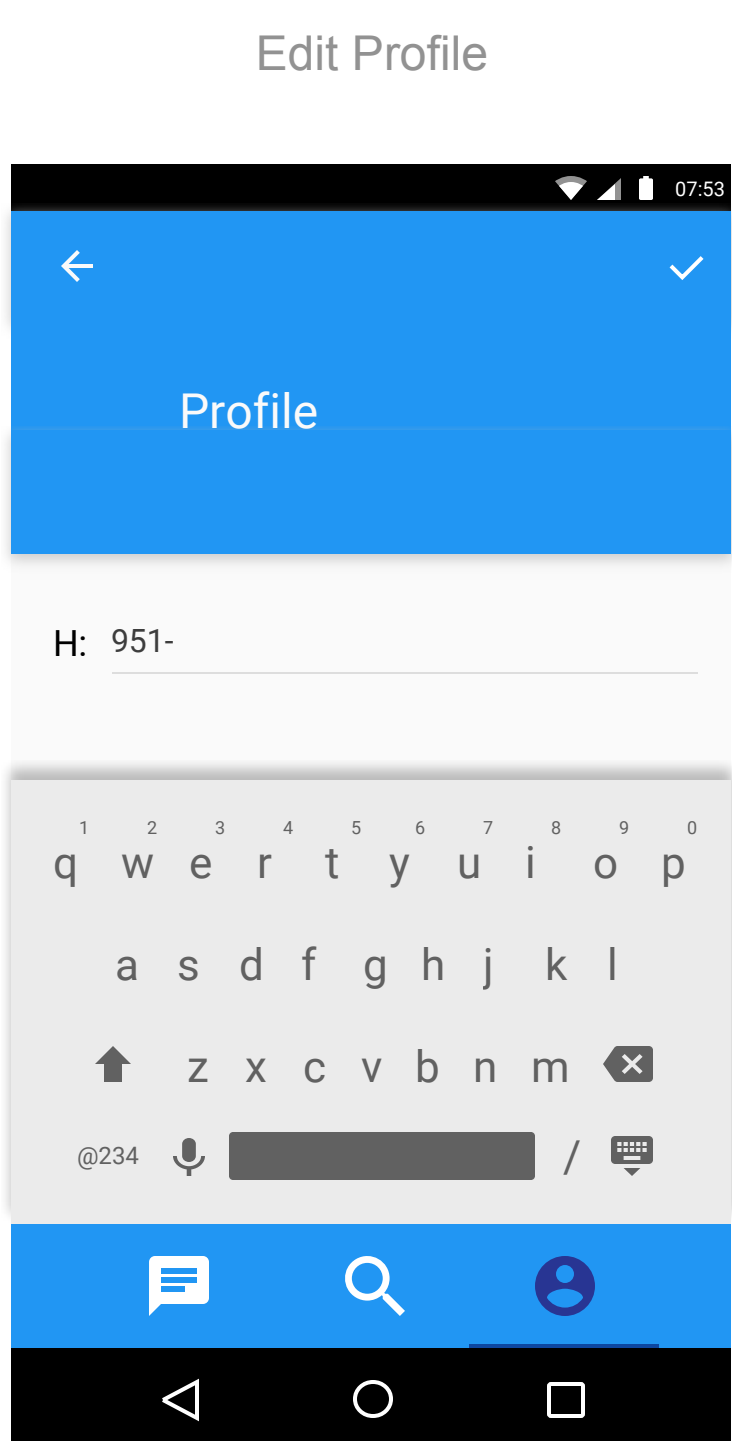 Edit Profile
07:53
Profile
H: 951-
1 2 3 4 5 6 7 8 9 0
q w e r t y u i o p
a s d f g h j k l
z x c v b n m
@234 /